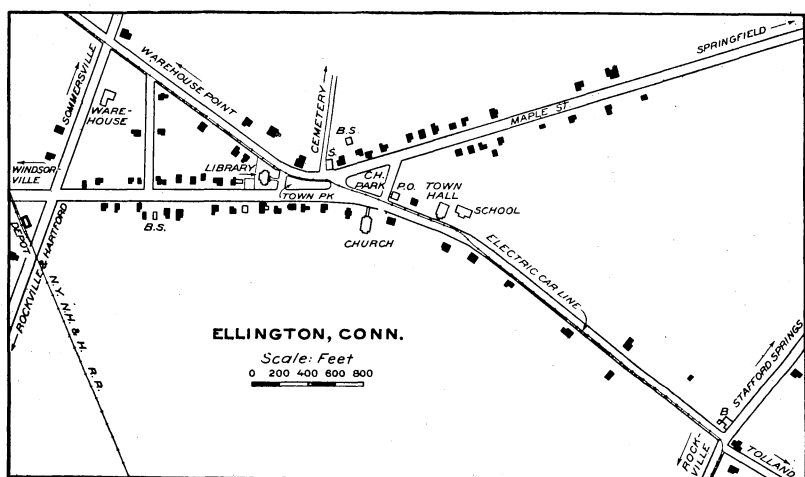 SPRINGFIELD
WAREHOUSE POINT
SOMMERSVILLE
WARE-
HOUSE
CEMETERY
B.S.
MAPLE ST.
S.
WINDSOR-
VILLE
LIBRARY
C.H.
PARK
P.O.
TOWN
HALL
SCHOOL
TOWN PK
B.S.
CHURCH
DEPOT
ROCKVILLE & HARTFORD
N.Y. N.H. & H. R.R.
ELECTRIC CAR LINE
ELLINGTON, CONN.
Scale: Feet
0 200 400 600 800
STAFFORD SPRINGS
B
ROCK-
VILLE
TOLLAND